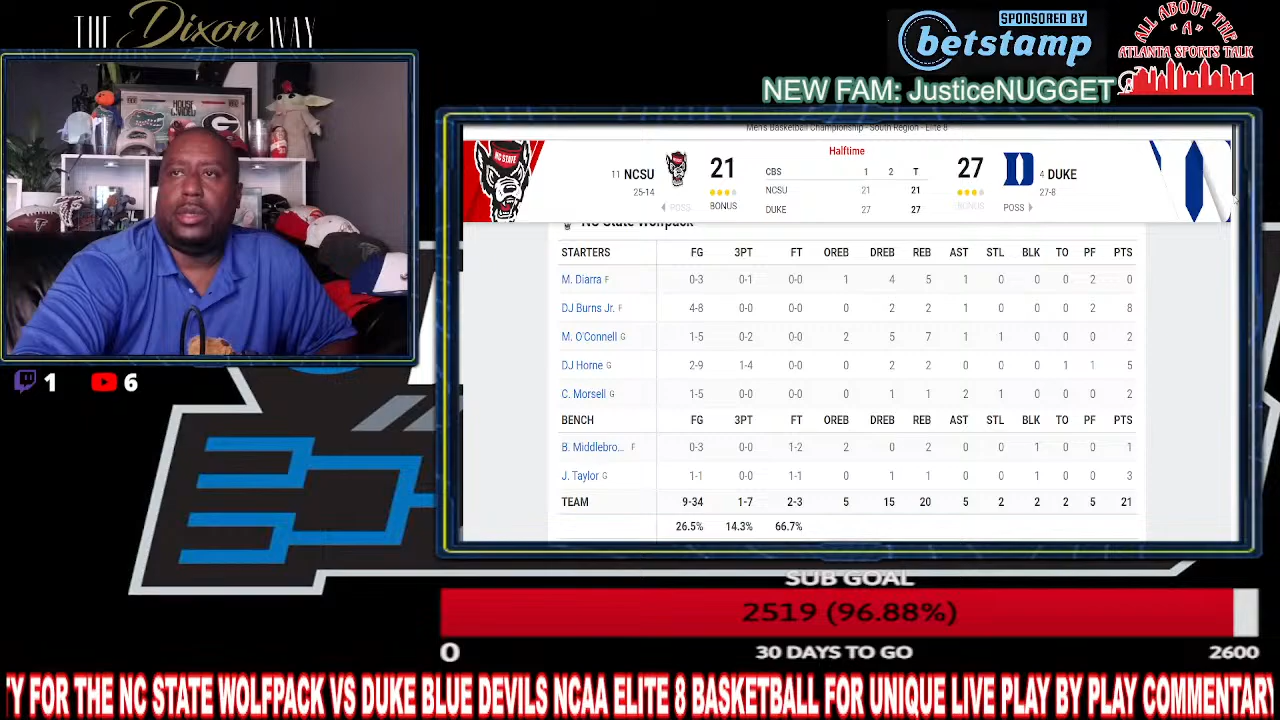 THE Dixon WAY
SPONSORED BY
betstamp
ALL ABOUT THE
"A"
ATLANTA SPORTS TALK
NEW FAM: JusticeNUGGET
Men's Basketball Championship - South Region - Elite 8
NC STATE
11 NCSU
25-14
POSS
21
BONUS
Halftime
CBS 1 2 T
NCSU 21 21
DUKE 27 27
27
BONUS
4 DUKE
27-8
POSS
NC State Wolfpack
STARTERS FG 3PT FT OREB DREB REB AST STL BLK TO PF PTS
M. Diarra F 0-3 0-1 0-0 1 4 5 1 0 0 0 2 0
DJ Burns Jr. F 4-8 0-0 0-0 0 2 2 1 0 0 0 2 8
M. O'Connell G 1-5 0-2 0-0 2 5 7 1 1 0 0 0 2
DJ Horne G 2-9 1-4 0-0 0 2 2 0 0 0 1 1 5
C. Morsell G 1-5 0-0 0-0 0 1 1 2 1 0 0 0 2
BENCH FG 3PT FT OREB DREB REB AST STL BLK TO PF PTS
B. Middlebro... F 0-3 0-0 1-2 2 0 2 0 0 1 0 0 1
J. Taylor G 1-1 0-0 1-1 0 1 1 0 0 1 0 0 3
TEAM 9-34 1-7 2-3 5 15 20 5 2 2 2 5 21
26.5% 14.3% 66.7%
1 6
SUB GOAL
2519 (96.88%)
0 30 DAYS TO GO 2600
TY FOR THE NC STATE WOLFPACK VS DUKE BLUE DEVILS NCAA ELITE 8 BASKETBALL FOR UNIQUE LIVE PLAY BY PLAY COMMENTARY